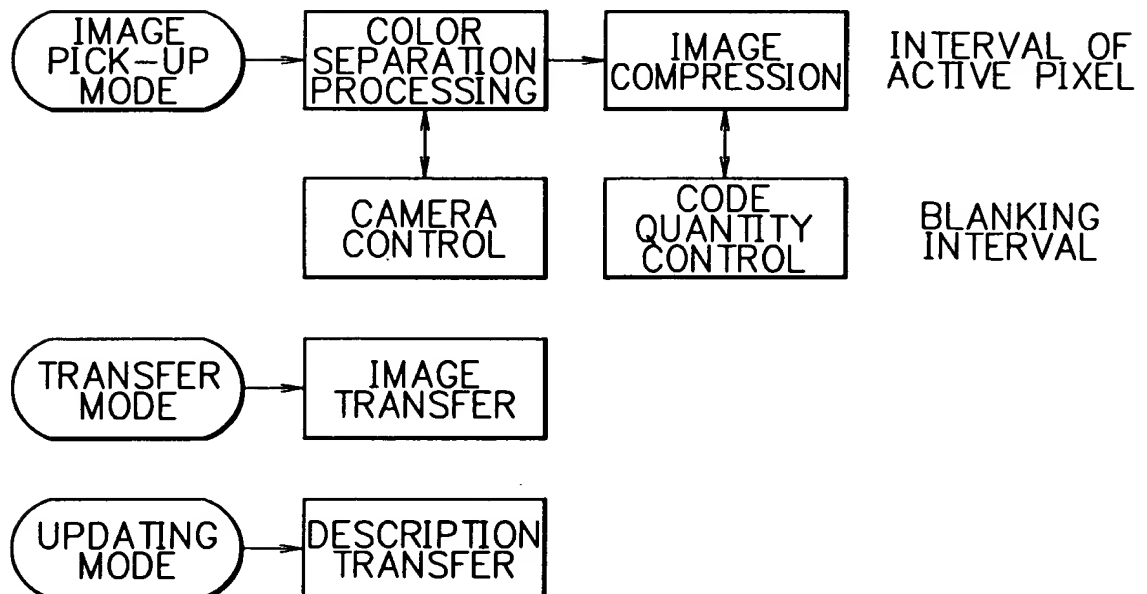 IMAGE
PICK-UP
MODE
COLOR
SEPARATION
PROCESSING
IMAGE
COMPRESSION
INTERVAL OF
ACTIVE PIXEL
CAMERA
CONTROL
CODE
QUANTITY
CONTROL
BLANKING
INTERVAL
TRANSFER
MODE
IMAGE
TRANSFER
UPDATING
MODE
DESCRIPTION
TRANSFER